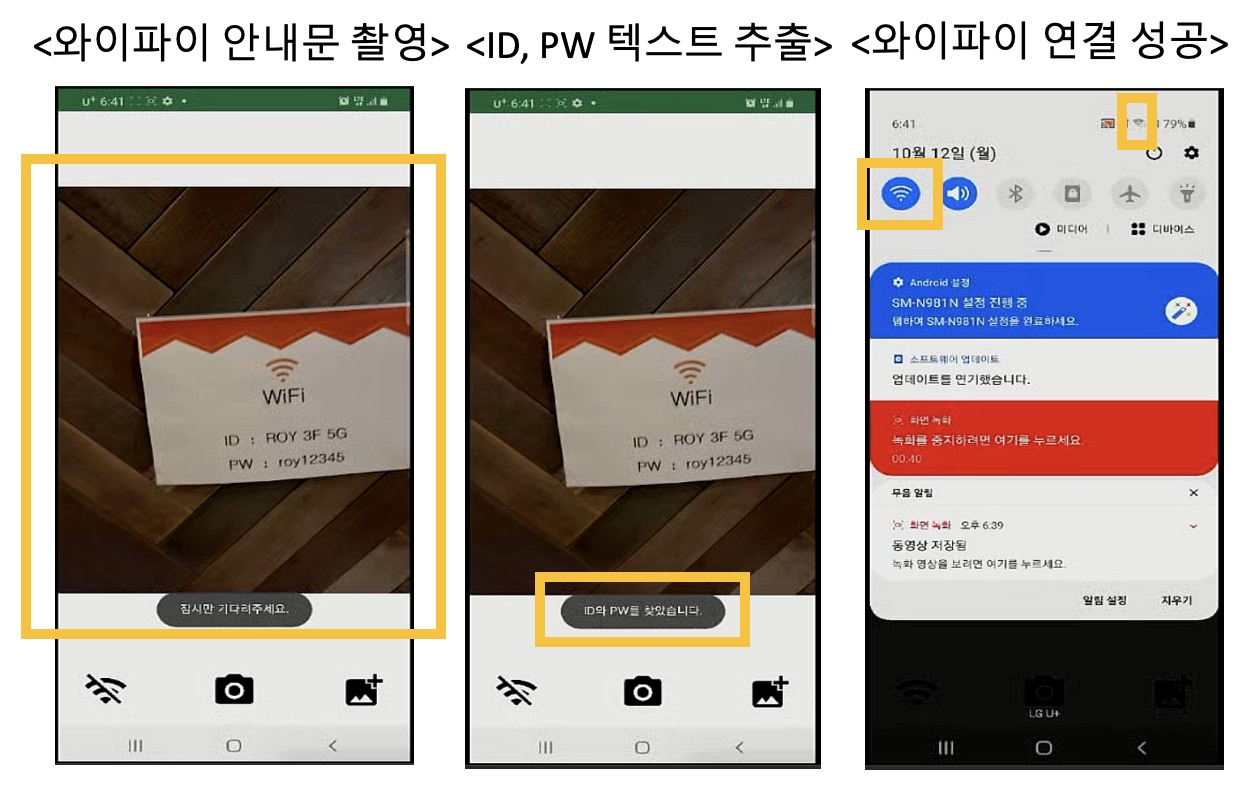 <와이파이 안내문 촬영>
<ID, PW 텍스트 추출>
<와이파이 연결 성공>
U⁺ 6:41
WiFi
ID : ROY 3F 5G
PW : roy12345
잠시만 기다려주세요.
U⁺ 6:41
WiFi
ID : ROY 3F 5G
PW : roy12345
ID와 PW를 찾았습니다.
6:41
79%
10월 12일 (월)
미디어 | 디바이스
Android 설정
SM-N981N 설정 진행 중
탭하여 SM-N981N 설정을 완료하세요.
소프트웨어 업데이트
업데이트를 연기했습니다.
화면 녹화
녹화를 중지하려면 여기를 누르세요.
00:40
무음 알림
화면 녹화 오후 6:39
동영상 저장됨
녹화 영상을 보려면 여기를 누르세요.
알림 설정 지우기
LG U+